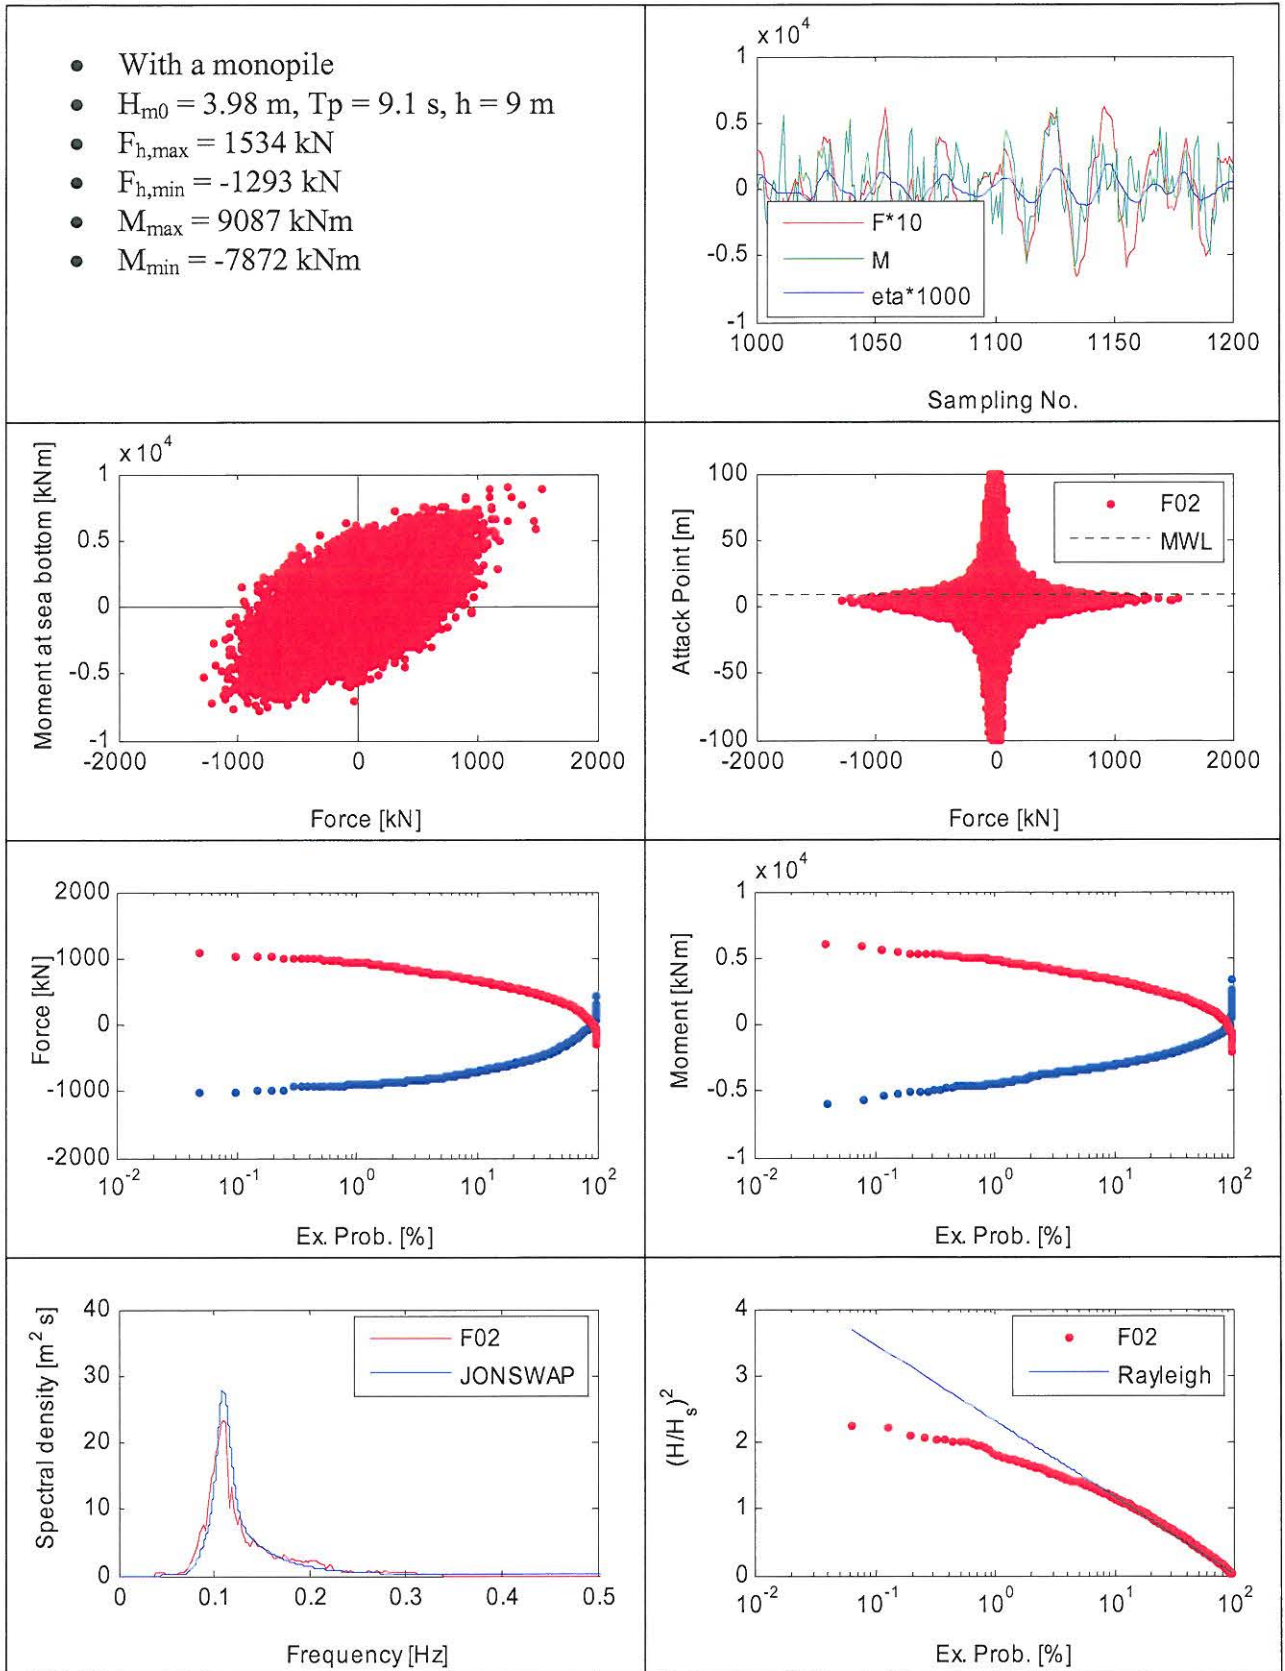 • With a monopile
• Hm0 = 3.98 m, Tp = 9.1 s, h = 9 m
• Fh,max = 1534 kN
• Fh,min = -1293 kN
• Mmax = 9087 kNm
• Mmin = -7872 kNm
x 10^4
1
0.5
0
-0.5
-1
F*10
M
eta*1000
1000 1050 1100 1150 1200
Sampling No.
Moment at sea bottom [kNm]
x 10^4
1
0.5
0
-0.5
-1
-2000 -1000 0 1000 2000
Force [kN]
Attack Point [m]
100
50
0
-50
-100
F02
MWL
-2000 -1000 0 1000 2000
Force [kN]
Force [kN]
2000
1000
0
-1000
-2000
10^-2 10^-1 10^0 10^1 10^2
Ex. Prob. [%]
Moment [kNm]
x 10^4
1
0.5
0
-0.5
-1
10^-2 10^-1 10^0 10^1 10^2
Ex. Prob. [%]
Spectral density [m^2 s]
40
30
20
10
0
F02
JONSWAP
0 0.1 0.2 0.3 0.4 0.5
Frequency [Hz]
(H/Hs)^2
4
3
2
1
0
F02
Rayleigh
10^-2 10^-1 10^0 10^1 10^2
Ex. Prob. [%]